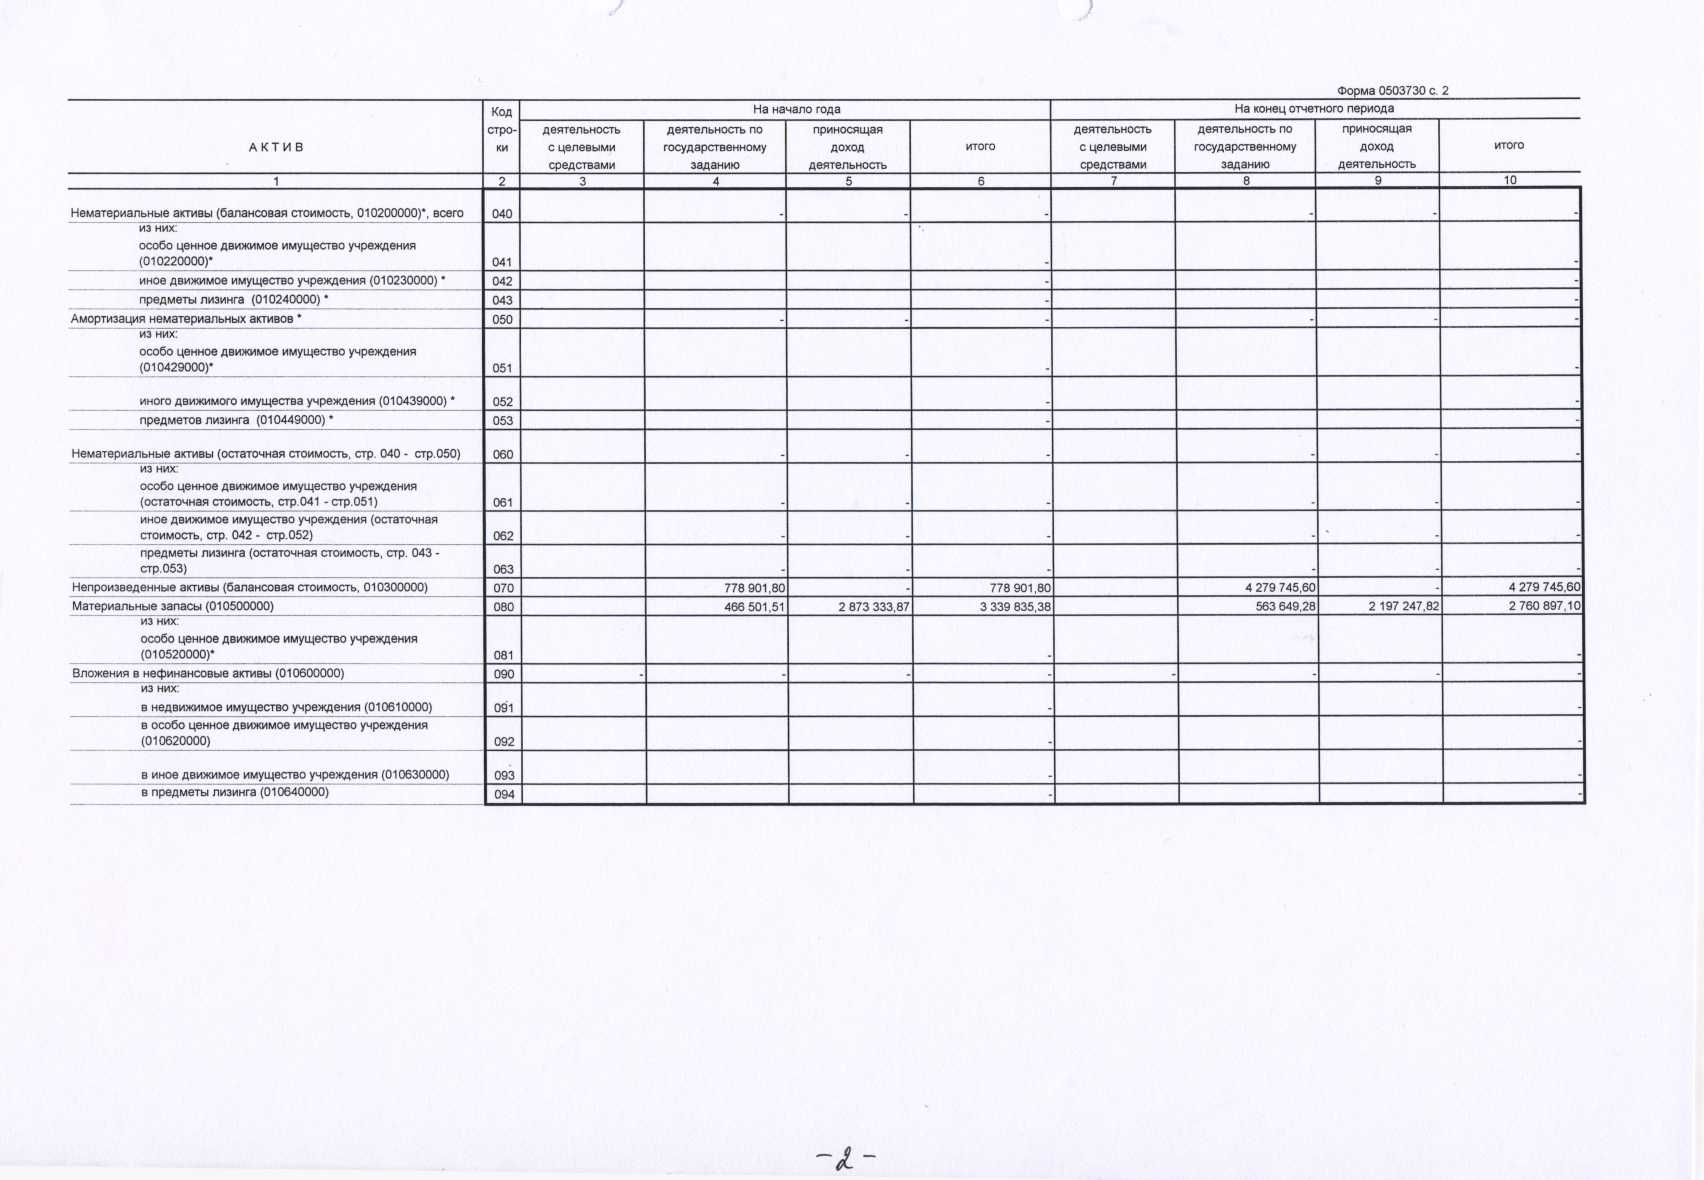 Форма 0503730 с. 2
А К Т И В
Код
стро-
ки
На начало года
На конец отчетного периода
деятельность
с целевыми
средствами
деятельность по
государственному
заданию
приносящая
доход
деятельность
итого
деятельность
с целевыми
средствами
деятельность по
государственному
заданию
приносящая
доход
деятельность
итого
1 2 3 4 5 6 7 8 9 10
Нематериальные активы (балансовая стоимость, 010200000)*, всего 040 - - - - - -
из них:
особо ценное движимое имущество учреждения
(010220000)* 041 - -
иное движимое имущество учреждения (010230000) * 042 - -
предметы лизинга (010240000) * 043 - -
Амортизация нематериальных активов * 050 - - - - - -
из них:
особо ценное движимое имущество учреждения
(010429000)* 051 - -
иного движимого имущества учреждения (010439000) * 052 - -
предметов лизинга (010449000) * 053 - -
Нематериальные активы (остаточная стоимость, стр. 040 - стр.050) 060 - - - - - -
из них:
особо ценное движимое имущество учреждения
(остаточная стоимость, стр.041 - стр.051) 061 - - - - - -
иное движимое имущество учреждения (остаточная
стоимость, стр. 042 - стр.052) 062 - - - - - -
предметы лизинга (остаточная стоимость, стр. 043 -
стр.053) 063 - - - - - -
Непроизведенные активы (балансовая стоимость, 010300000) 070 778 901,80 - 778 901,80 4 279 745,60 - 4 279 745,60
Материальные запасы (010500000) 080 466 501,51 2 873 333,87 3 339 835,38 563 649,28 2 197 247,82 2 760 897,10
из них:
особо ценное движимое имущество учреждения
(010520000)* 081 - -
Вложения в нефинансовые активы (010600000) 090 - - - - - - - -
из них:
в недвижимое имущество учреждения (010610000) 091 - -
в особо ценное движимое имущество учреждения
(010620000) 092 - -
в иное движимое имущество учреждения (010630000) 093 - -
в предметы лизинга (010640000) 094 - -
-2-